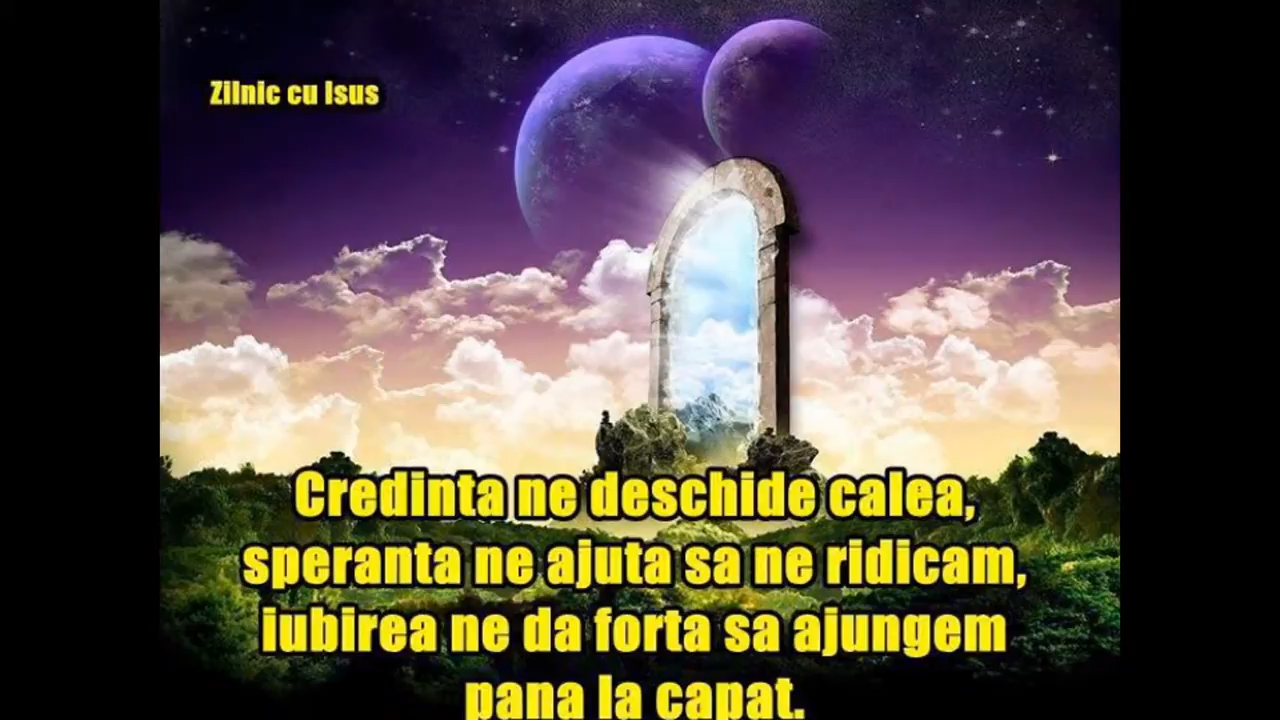 Zilnic cu Isus
Credinta ne deschide calea,
speranta ne ajuta sa ne ridicam,
iubirea ne da forta sa ajungem
pana la capat.